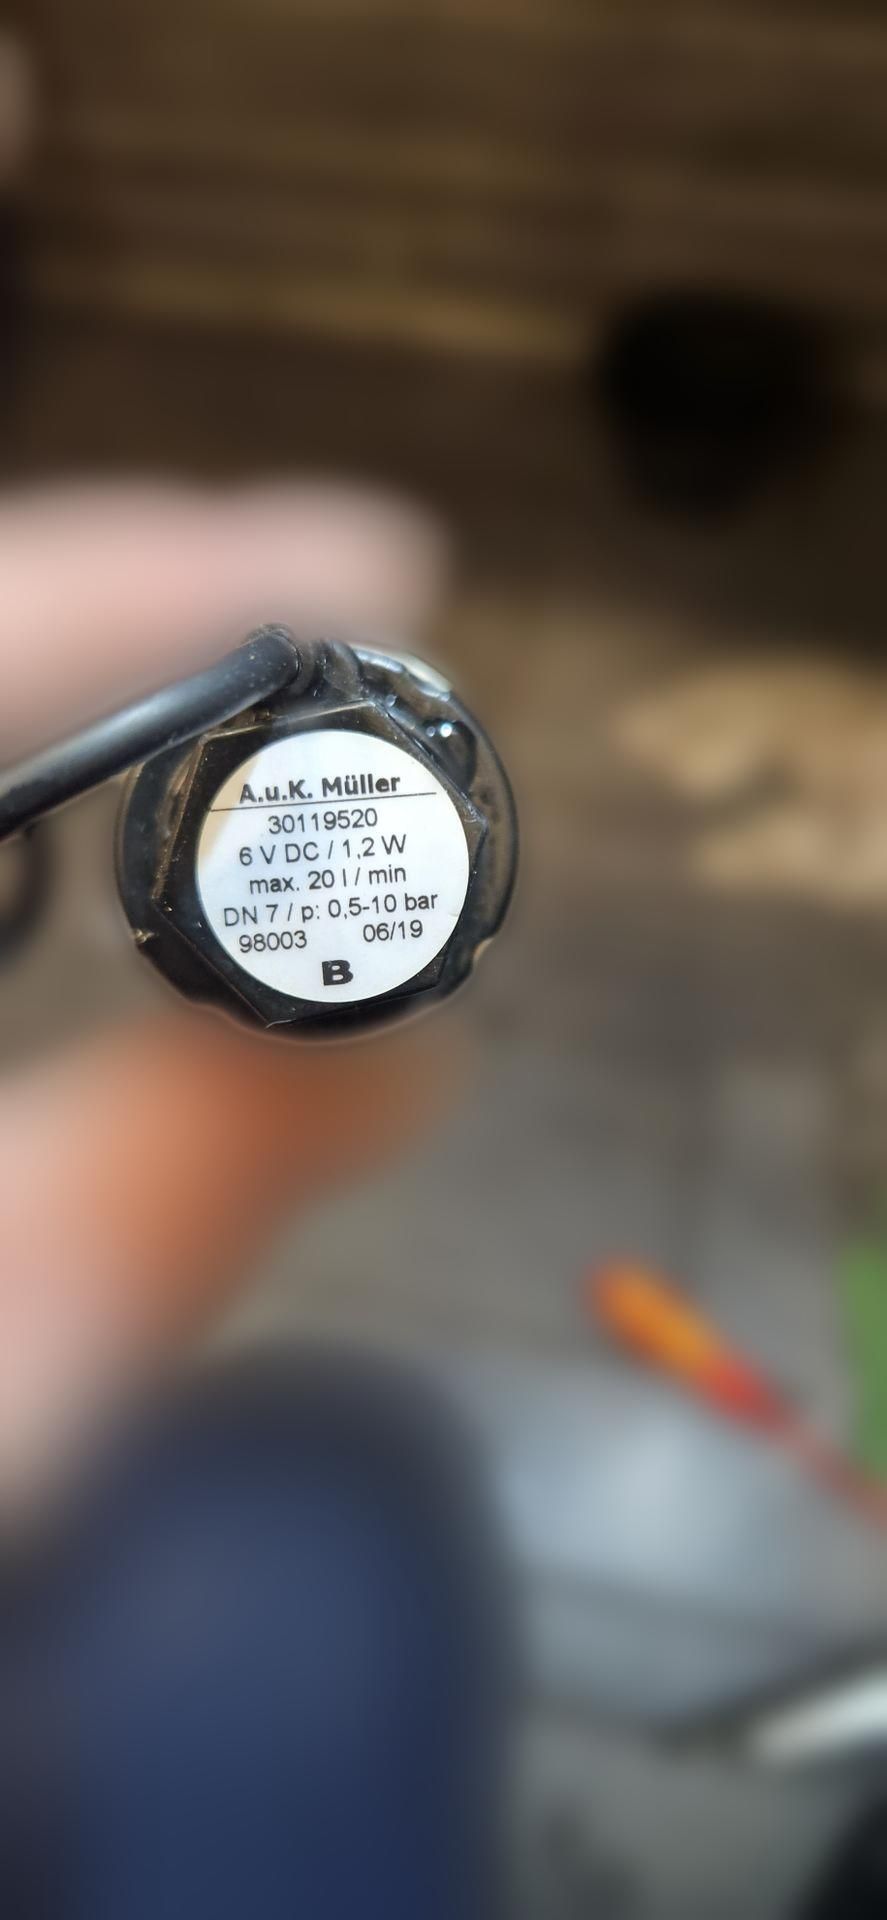 A.u.K. Müller
30119520
6 V DC / 1,2 W
max. 20 l / min
DN 7 / p: 0,5-10 bar
98003 06/19
B